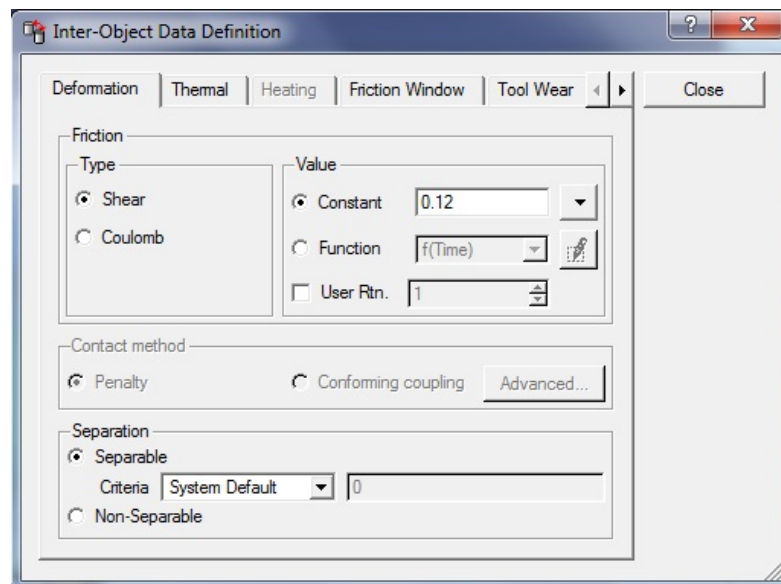 Inter-Object Data Definition
?
X
Deformation Thermal Heating Friction Window Tool Wear
Close
Friction
Type
Shear
Coulomb
Value
Constant 0.12
Function f(Time)
User Rtn. 1
Contact method
Penalty Conforming coupling Advanced...
Separation
Separable
Criteria System Default 0
Non-Separable